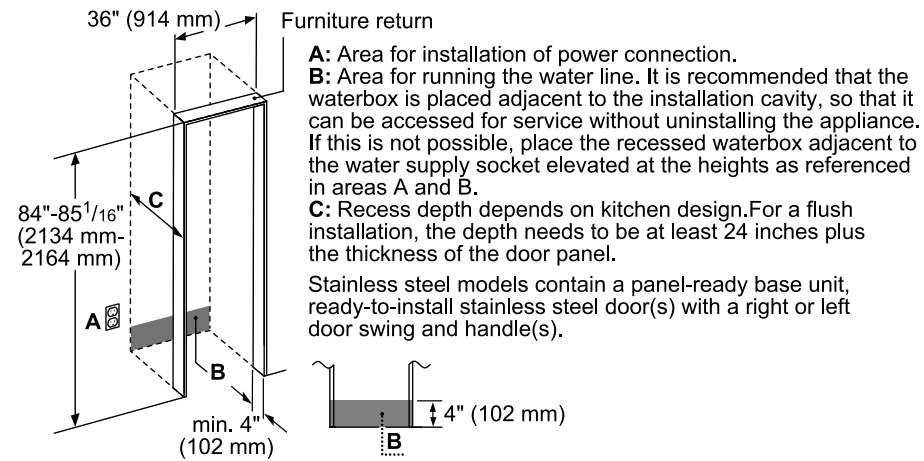 36" (914 mm)
Furniture return
A: Area for installation of power connection.
B: Area for running the water line. It is recommended that the
waterbox is placed adjacent to the installation cavity, so that it
can be accessed for service without uninstalling the appliance.
If this is not possible, place the recessed waterbox adjacent to
the water supply socket elevated at the heights as referenced
in areas A and B.
C: Recess depth depends on kitchen design.For a flush
installation, the depth needs to be at least 24 inches plus
the thickness of the door panel.
Stainless steel models contain a panel-ready base unit,
ready-to-install stainless steel door(s) with a right or left
door swing and handle(s).
C
84"-85 1/16"
(2134 mm-
2164 mm)
A
B
min. 4"
(102 mm)
4" (102 mm)
B